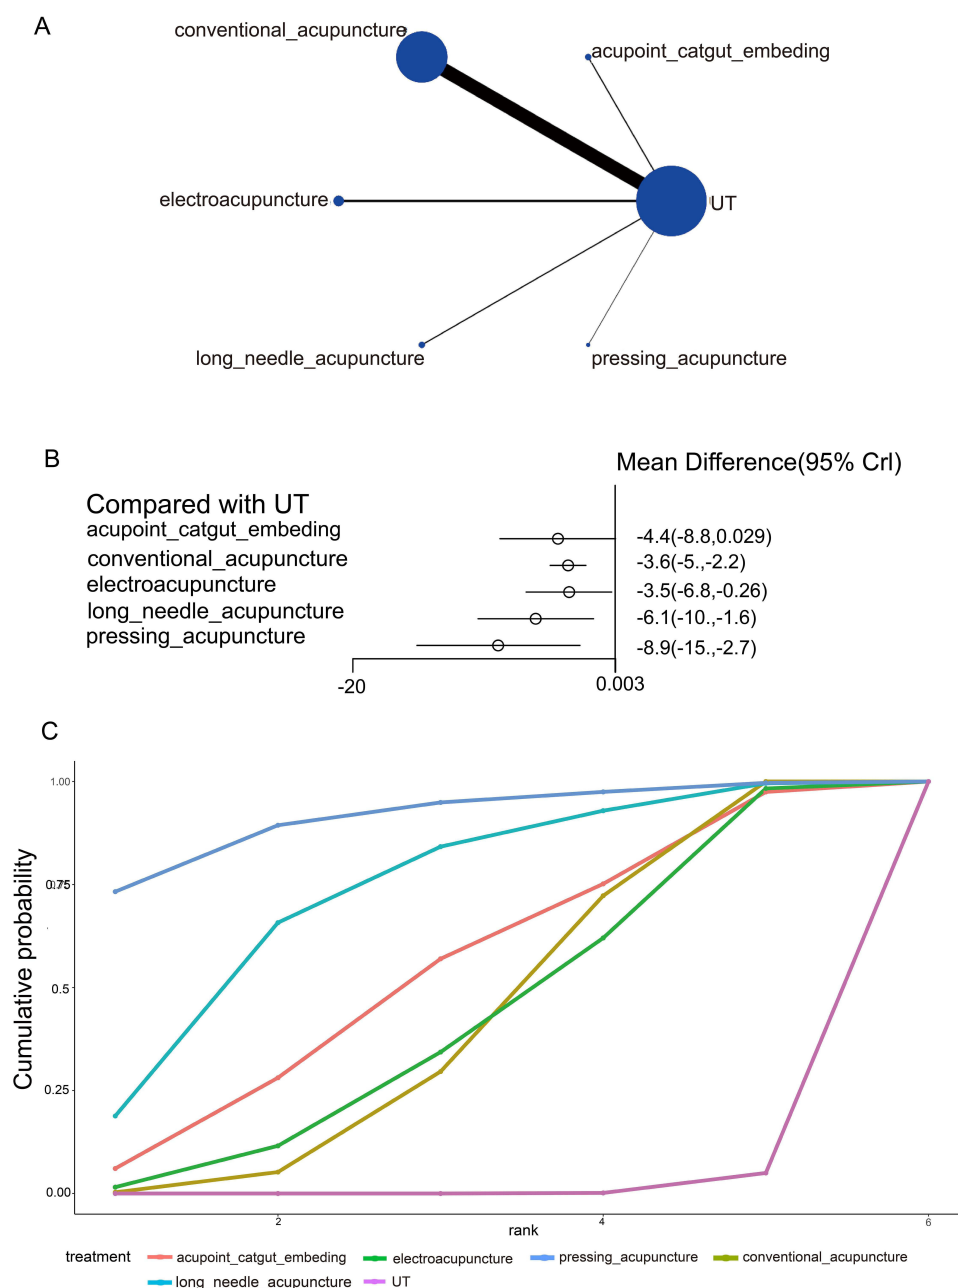 A
conventional_acupuncture
acupoint_catgut_embeding
electroacupuncture
UT
long_needle_acupuncture
pressing_acupuncture
B
Mean Difference(95% Crl)
Compared with UT
acupoint_catgut_embeding -4.4(-8.8,0.029)
conventional_acupuncture -3.6(-5.,-2.2)
electroacupuncture -3.5(-6.8,-0.26)
long_needle_acupuncture -6.1(-10.,-1.6)
pressing_acupuncture -8.9(-15.,-2.7)
-20 0.003
C
Cumulative probability
1.00
0.75
0.5
0.25
0.00
2 4 6
rank
treatment acupoint_catgut_embeding electroacupuncture pressing_acupuncture conventional_acupuncture
long_needle_acupuncture UT